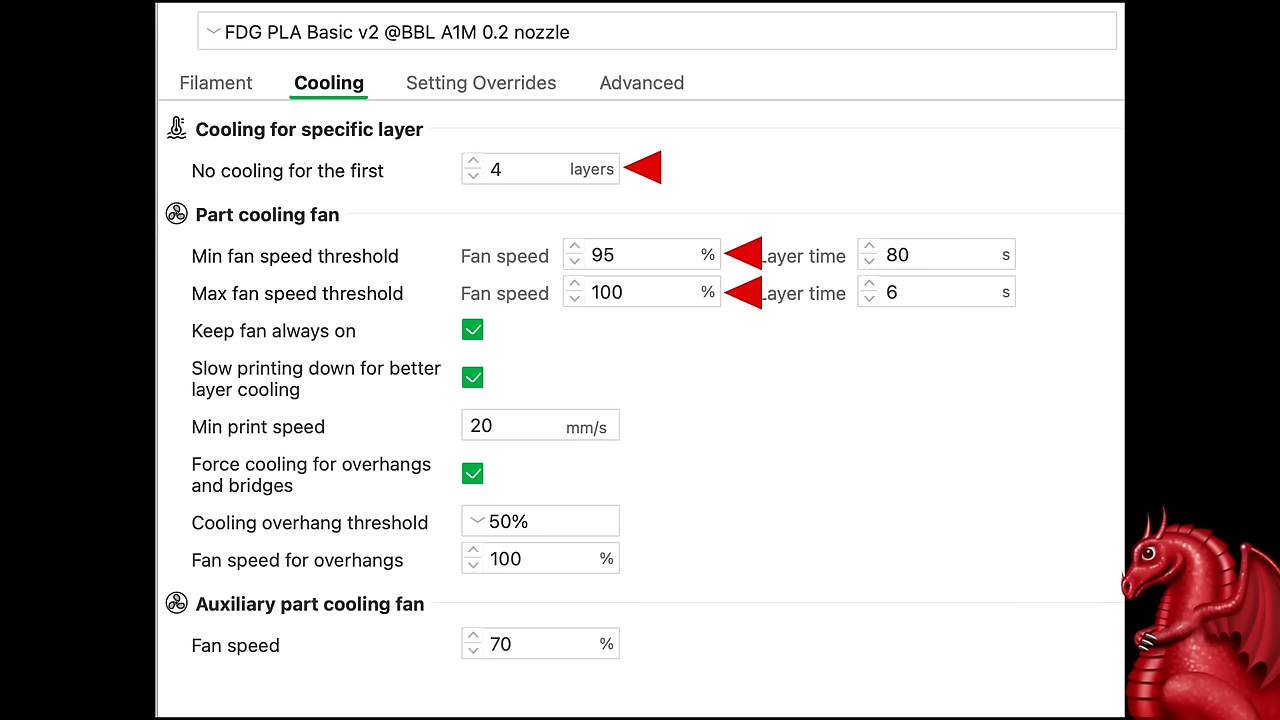 FDG PLA Basic v2 @BBL A1M 0.2 nozzle
Filament Cooling Setting Overrides Advanced
Cooling for specific layer
No cooling for the first 4 layers
Part cooling fan
Min fan speed threshold Fan speed 95 % Layer time 80 s
Max fan speed threshold Fan speed 100 % Layer time 6 s
Keep fan always on
Slow printing down for better
layer cooling
Min print speed 20 mm/s
Force cooling for overhangs
and bridges
Cooling overhang threshold 50%
Fan speed for overhangs 100 %
Auxiliary part cooling fan
Fan speed 70 %